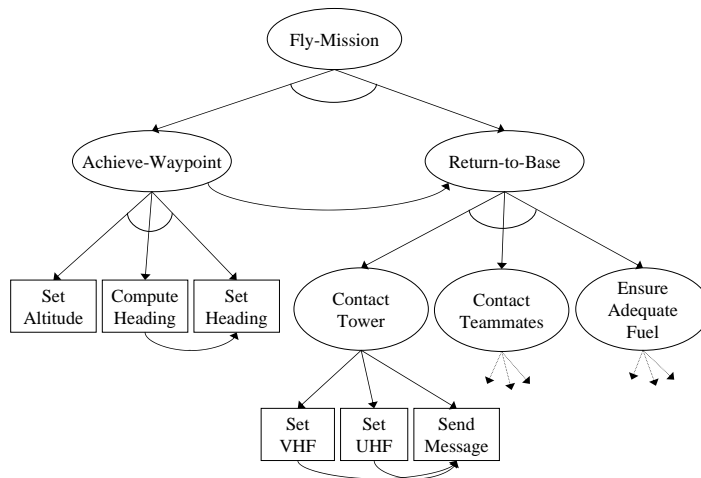 Fly-Mission
Achieve-Waypoint
Return-to-Base
Set
Altitude
Compute
Heading
Set
Heading
Contact
Tower
Contact
Teammates
Ensure
Adequate
Fuel
Set
VHF
Set
UHF
Send
Message